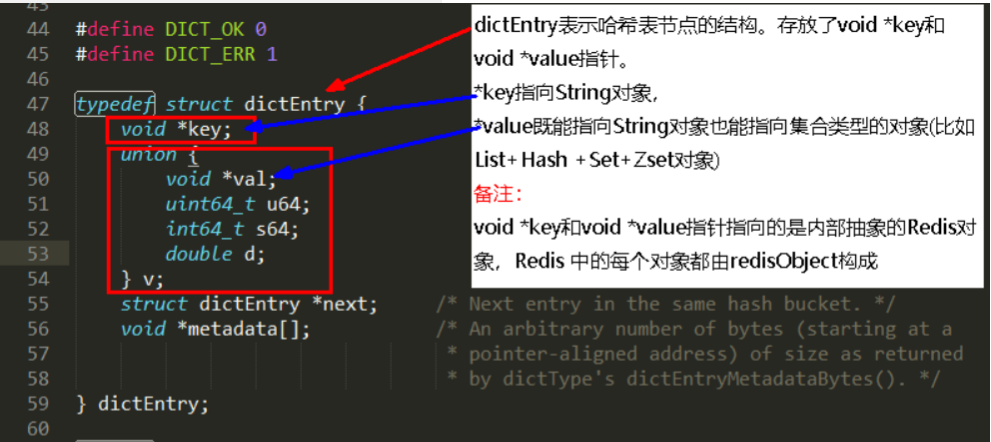 44 #define DICT_OK 0
45 #define DICT_ERR 1
46
47 typedef struct dictEntry {
48 void *key;
49 union {
50 void *val;
51 uint64_t u64;
52 int64_t s64;
53 double d;
54 } v;
55 struct dictEntry *next; /* Next entry in the same hash bucket. */
56 void *metadata[]; /* An arbitrary number of bytes (starting at a
57 * pointer-aligned address) of size as returned
58 * by dictType's dictEntryMetadataBytes(). */
59 } dictEntry;
60
dictEntry表示哈希表节点的结构。存放了void *key和
void *value指针。
*key指向String对象，
*value既能指向String对象也能指向集合类型的对象(比如
List+ Hash +Set+Zset对象)
备注：
void *key和void *value指针指向的是内部抽象的Redis对
象，Redis 中的每个对象都由redisObject构成